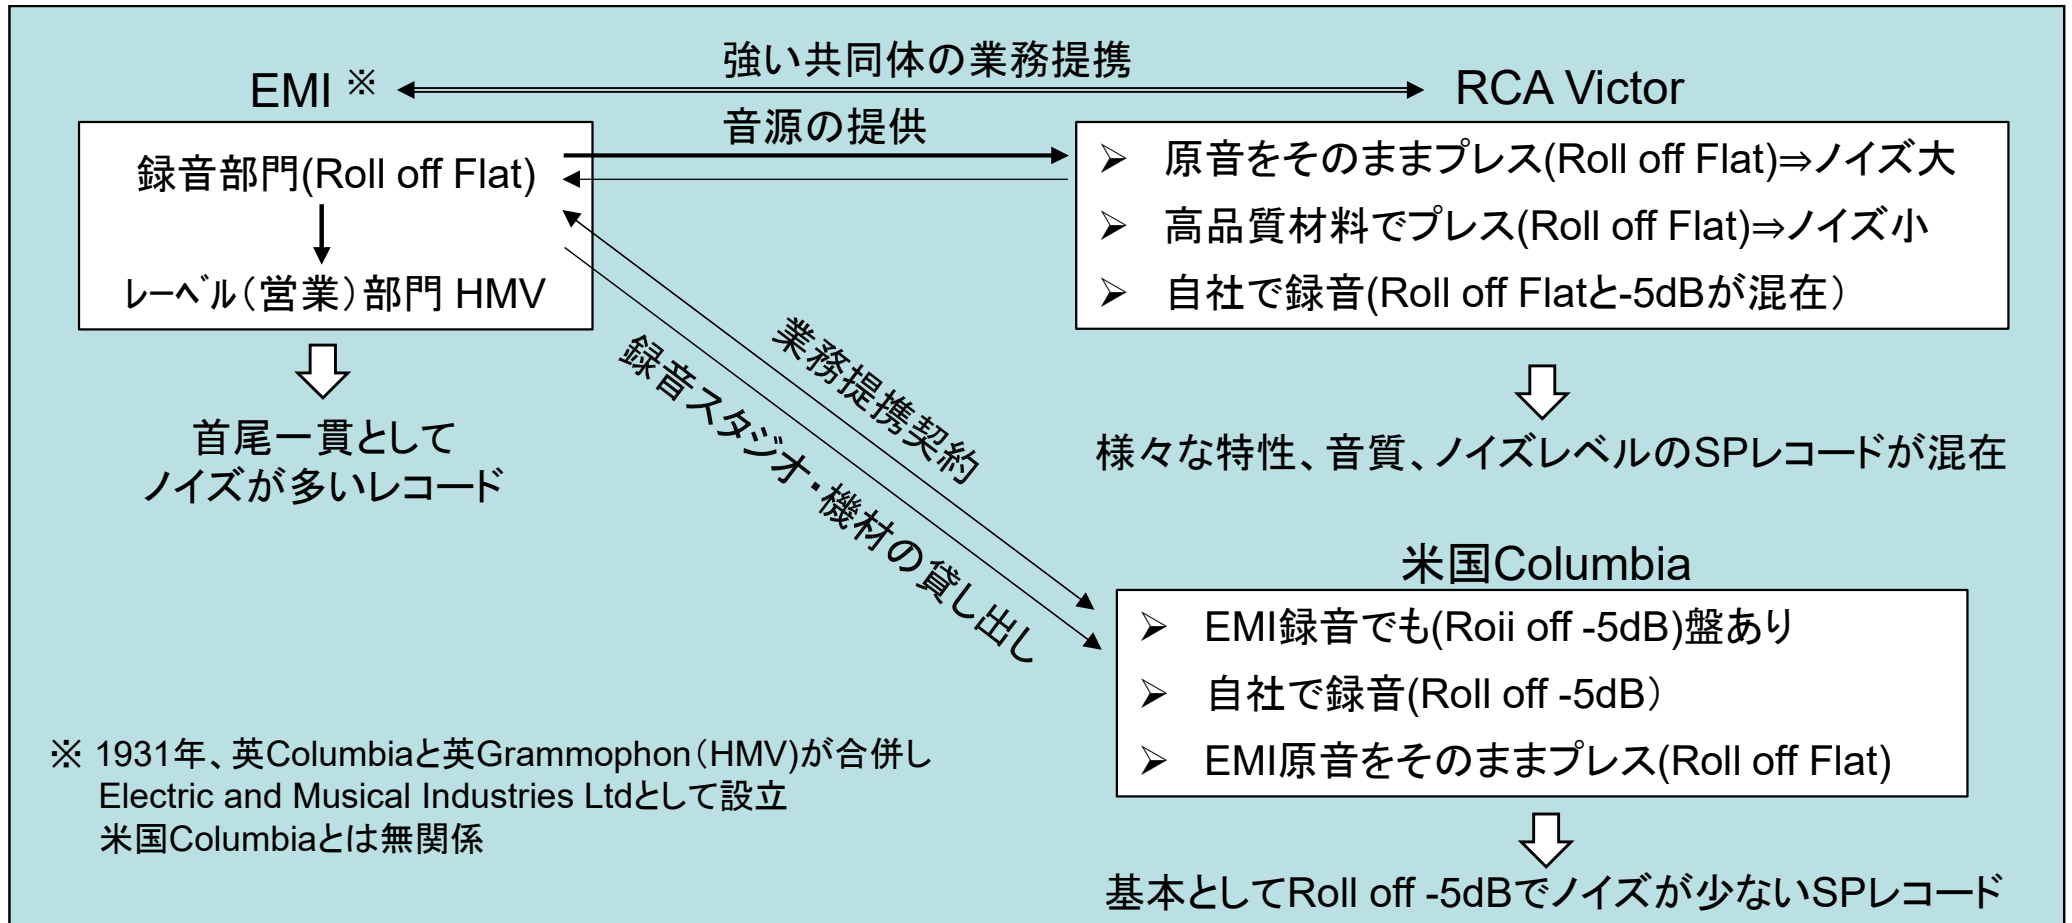 強い共同体の業務提携
EMI ※
RCA Victor
音源の提供
録音部門(Roll off Flat)
レーベル（営業）部門 HMV
➢ 原音をそのままプレス(Roll off Flat)⇒ノイズ大
➢ 高品質材料でプレス(Roll off Flat)⇒ノイズ小
➢ 自社で録音(Roll off Flatと-5dBが混在）
首尾一貫として
ノイズが多いレコード
様々な特性、音質、ノイズレベルのSPレコードが混在
業務提携契約
録音スタジオ・機材の貸し出し
米国Columbia
➢ EMI録音でも(Roii off -5dB)盤あり
➢ 自社で録音(Roll off -5dB）
➢ EMI原音をそのままプレス(Roll off Flat)
※ 1931年、英Columbiaと英Grammophon（HMV)が合併し
Electric and Musical Industries Ltdとして設立
米国Columbiaとは無関係
基本としてRoll off -5dBでノイズが少ないSPレコード